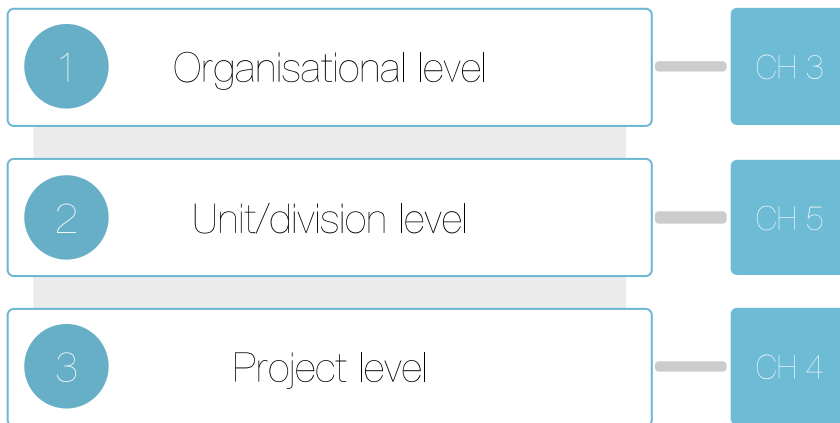 1 Organisational level CH 3
2 Unit/division level CH 5
3 Project level CH 4